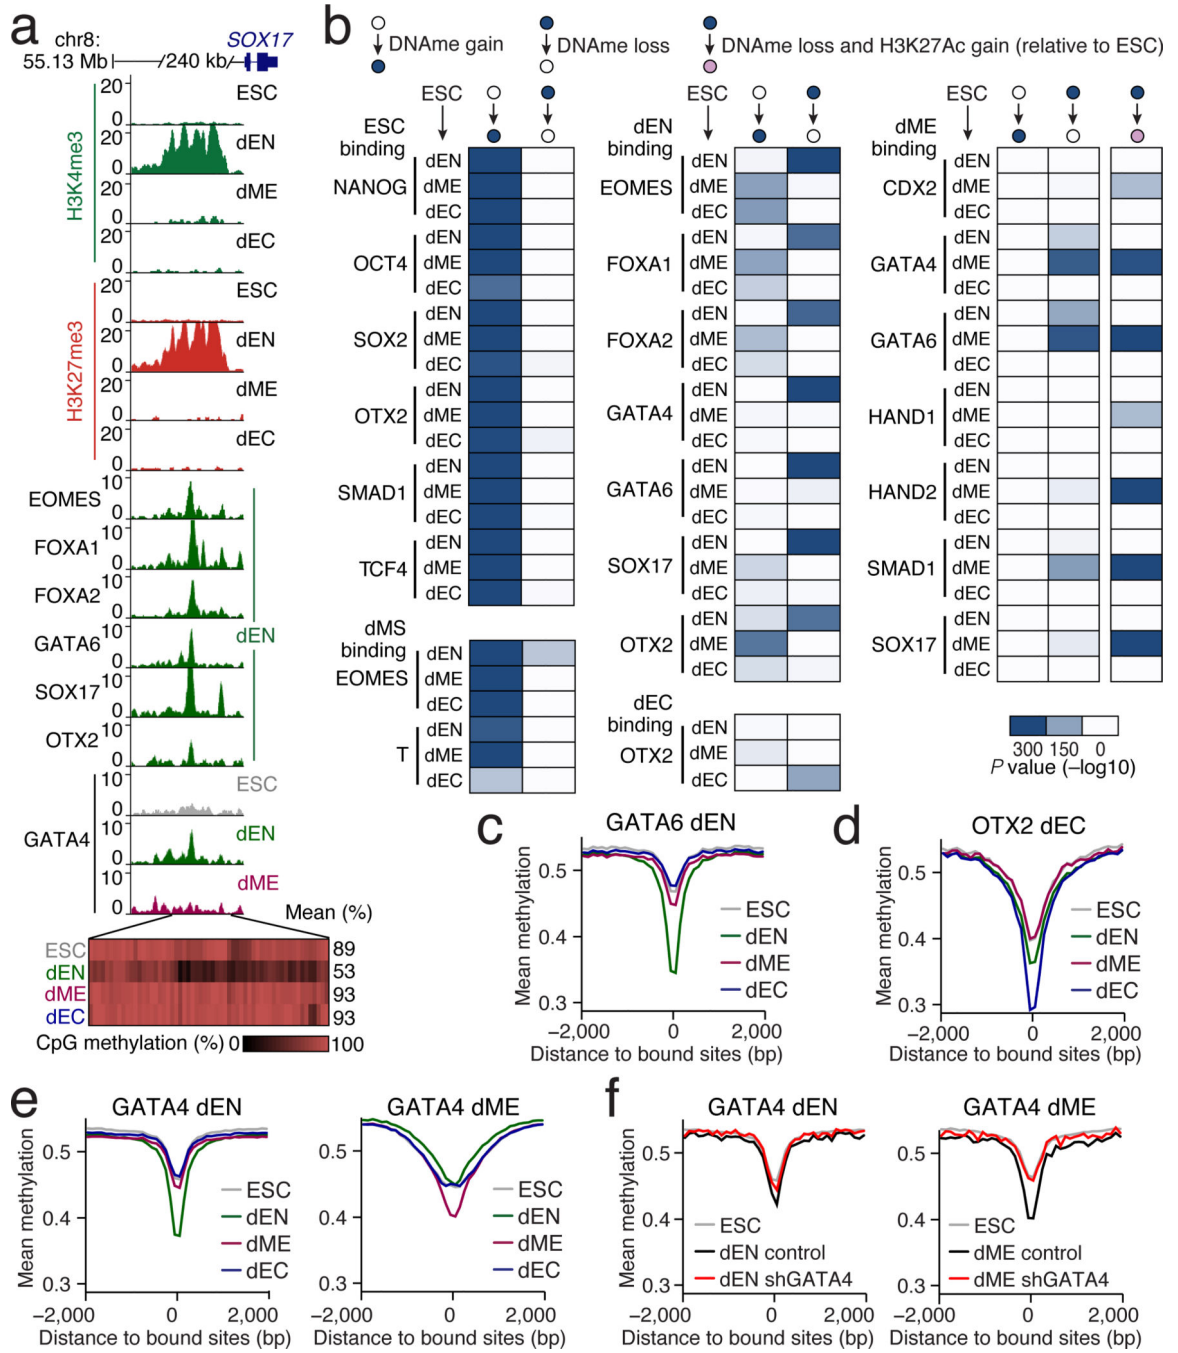 a
chr8:
SOX17
55.13 Mb
240 kb
H3K4me3
20
0
ESC
20
0
dEN
20
0
dME
20
0
dEC
H3K27me3
20
0
ESC
20
0
dEN
20
0
dME
20
0
dEC
EOMES
10
0
FOXA1
10
0
FOXA2
10
0
GATA6
10
0
dEN
SOX17
10
0
OTX2
10
0
GATA4
10
0
ESC
10
0
dEN
10
0
dME
Mean (%)
ESC 89
dEN 53
dME 93
dEC 93
CpG methylation (%) 0 100
b
DNAme gain
DNAme loss
DNAme loss and H3K27Ac gain (relative to ESC)
ESC
ESC binding
NANOG
dEN
dME
dEC
OCT4
dEN
dME
dEC
SOX2
dEN
dME
dEC
OTX2
dEN
dME
dEC
SMAD1
dEN
dME
dEC
TCF4
dEN
dME
dEC
dMS binding
EOMES
dEN
dME
dEC
T
dEN
dME
dEC
ESC
dEN binding
EOMES
dEN
dME
dEC
FOXA1
dEN
dME
dEC
FOXA2
dEN
dME
dEC
GATA4
dEN
dME
dEC
GATA6
dEN
dME
dEC
SOX17
dEN
dME
dEC
OTX2
dEN
dME
dEC
dEC binding
OTX2
dEN
dME
dEC
ESC
dME binding
CDX2
dEN
dME
dEC
GATA4
dEN
dME
dEC
GATA6
dEN
dME
dEC
HAND1
dEN
dME
dEC
HAND2
dEN
dME
dEC
SMAD1
dEN
dME
dEC
SOX17
dEN
dME
dEC
300 150 0
P value (−log10)
c
GATA6 dEN
Mean methylation
0.5
0.4
0.3
ESC
dEN
dME
dEC
−2,000 0 2,000
Distance to bound sites (bp)
d
OTX2 dEC
Mean methylation
0.5
0.4
0.3
ESC
dEN
dME
dEC
−2,000 0 2,000
Distance to bound sites (bp)
e
GATA4 dEN
Mean methylation
0.5
0.4
0.3
ESC
dEN
dME
dEC
−2,000 0 2,000
Distance to bound sites (bp)
GATA4 dME
0.5
0.4
0.3
ESC
dEN
dME
dEC
−2,000 0 2,000
Distance to bound sites (bp)
f
GATA4 dEN
Mean methylation
0.5
0.4
0.3
ESC
dEN control
dEN shGATA4
−2,000 0 2,000
Distance to bound sites (bp)
GATA4 dME
0.5
0.4
0.3
ESC
dME control
dME shGATA4
−2,000 0 2,000
Distance to bound sites (bp)